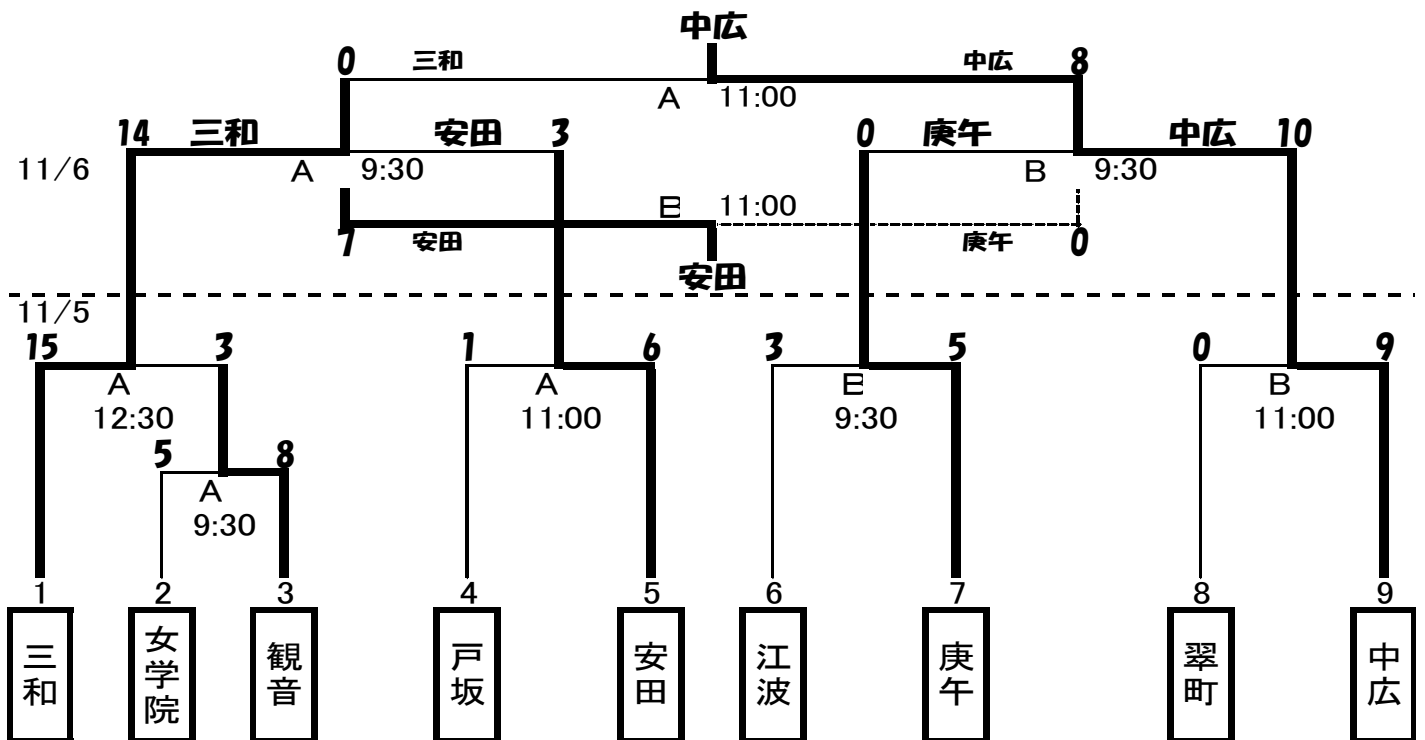 中広
0 三和 中広 8
A 11:00
14 三和 安田 3 0 庚午 中広 10
11/6 A 9:30 B 9:30
B 11:00
7 安田 庚午 0
安田
11/5
15 3 1 6 3 5 0 9
A A B B
12:30 11:00 9:30 11:00
5 8
A
9:30
1 2 3 4 5 6 7 8 9
三和 女学院 観音 戸坂 安田 江波 庚午 翠町 中広